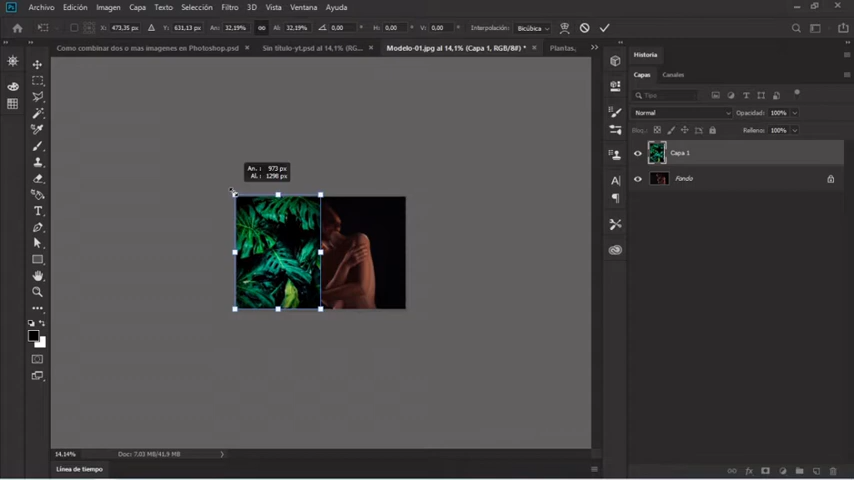 Archivo Edición Imagen Capa Texto Selección Filtro 3D Vista Ventana Ayuda
X: 473,35 px Y: 631,13 px An.: 32,19% Al.: 32,19% 0,00 H: 0,00 V: 0,00 Interpolación: Bicúbica
Como combinar dos o mas imagenes en Photoshop.psd × Sin título-yt.psd al 14,1% (RG... × Modelo-01.jpg al 14,1% (Capa 1, RGB/8#) * × Plantas,
Historia
Capas Canales
Tipo
Normal Opacidad: 100%
Bloq.: Relleno: 100%
Capa 1
An.: 973 px
Al.: 1298 px
Fondo
14,14% Doc: 7,03 MB/41,9 MB
Línea de tiempo